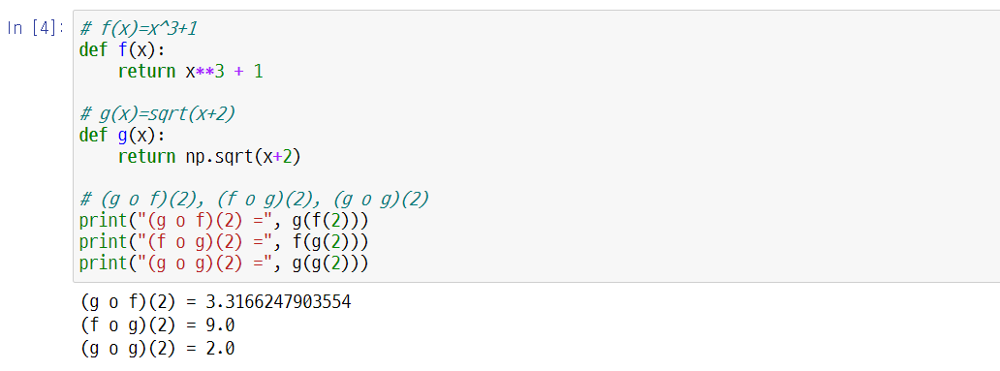 In [4]: # f(x)=x^3+1
def f(x):
    return x**3 + 1

# g(x)=sqrt(x+2)
def g(x):
    return np.sqrt(x+2)

# (g o f)(2), (f o g)(2), (g o g)(2)
print("(g o f)(2) =", g(f(2)))
print("(f o g)(2) =", f(g(2)))
print("(g o g)(2) =", g(g(2)))
(g o f)(2) = 3.3166247903554
(f o g)(2) = 9.0
(g o g)(2) = 2.0